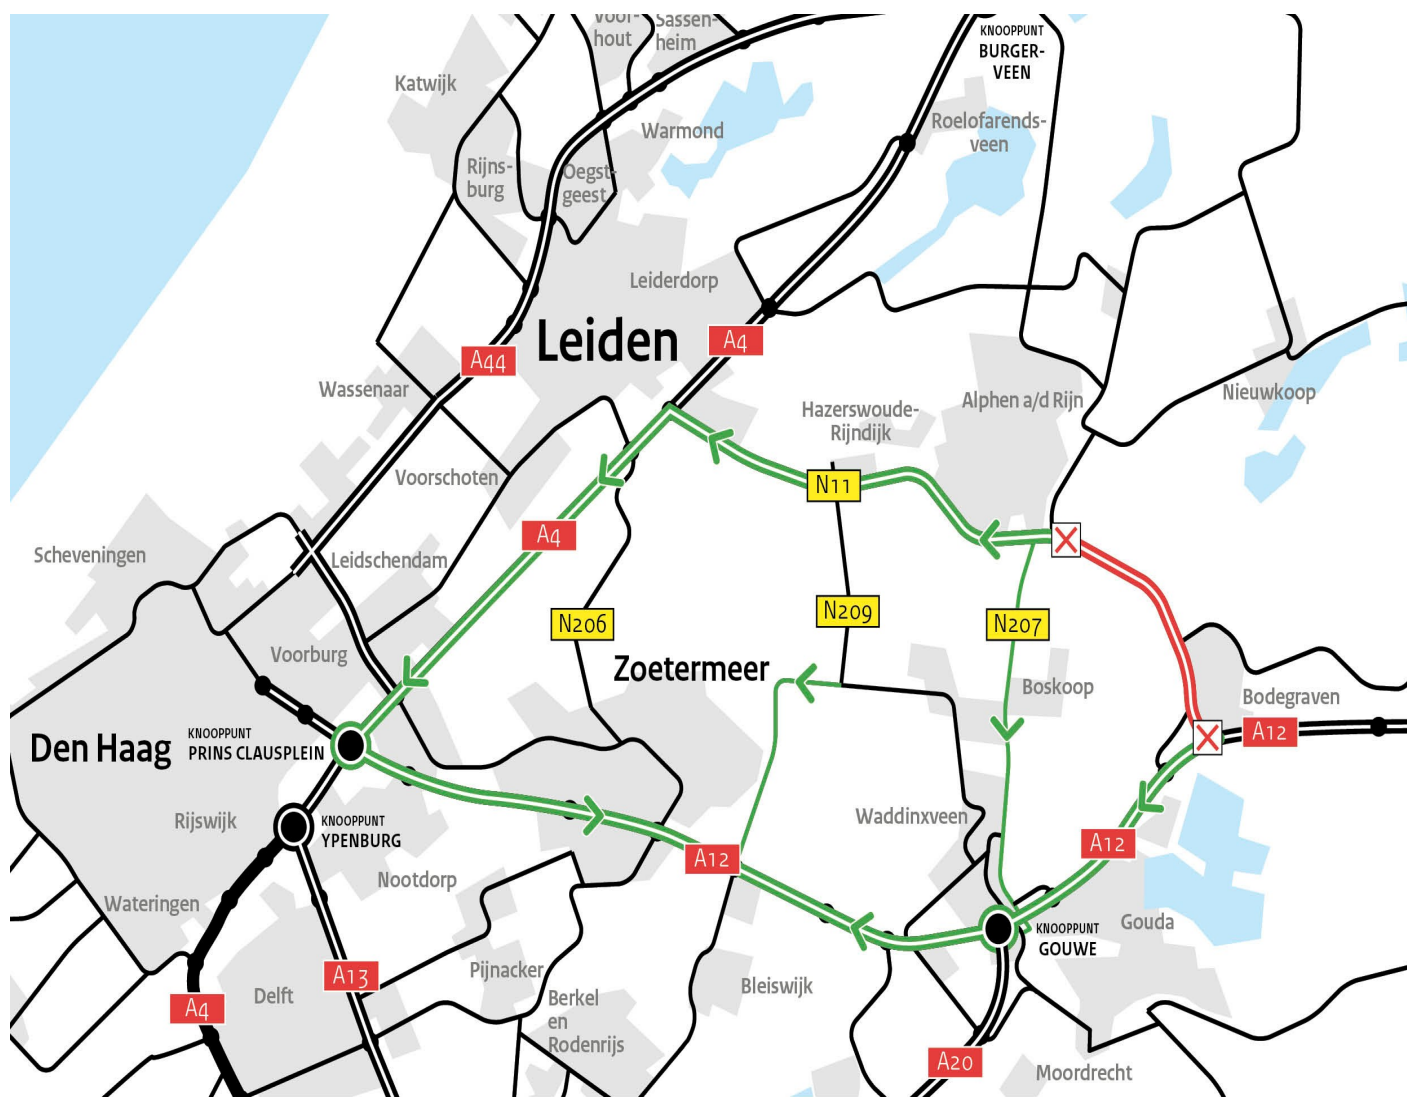 Voor-
hout
Sassen-
heim
KNOOPPUNT
BURGER-
VEEN
Katwijk
Warmond
Roelofarends-
veen
Rijns-
burg
Oegst-
geest
Leiderdorp
Leiden
A4
A44
Wassenaar
Hazerswoude-
Rijndijk
Alphen a/d Rijn
Nieuwkoop
Voorschoten
N11
A4
Scheveningen
Leidschendam
N206
N209
N207
Voorburg
Zoetermeer
Boskoop
Bodegraven
A12
Den Haag
KNOOPPUNT
PRINS CLAUSPLEIN
Rijswijk
KNOOPPUNT
YPENBURG
Waddinxveen
A12
A12
Nootdorp
Wateringen
Gouda
KNOOPPUNT
GOUWE
A13
Pijnacker
Bleiswijk
Delft
A4
Berkel
en
Rodenrijs
A20
Moordrecht